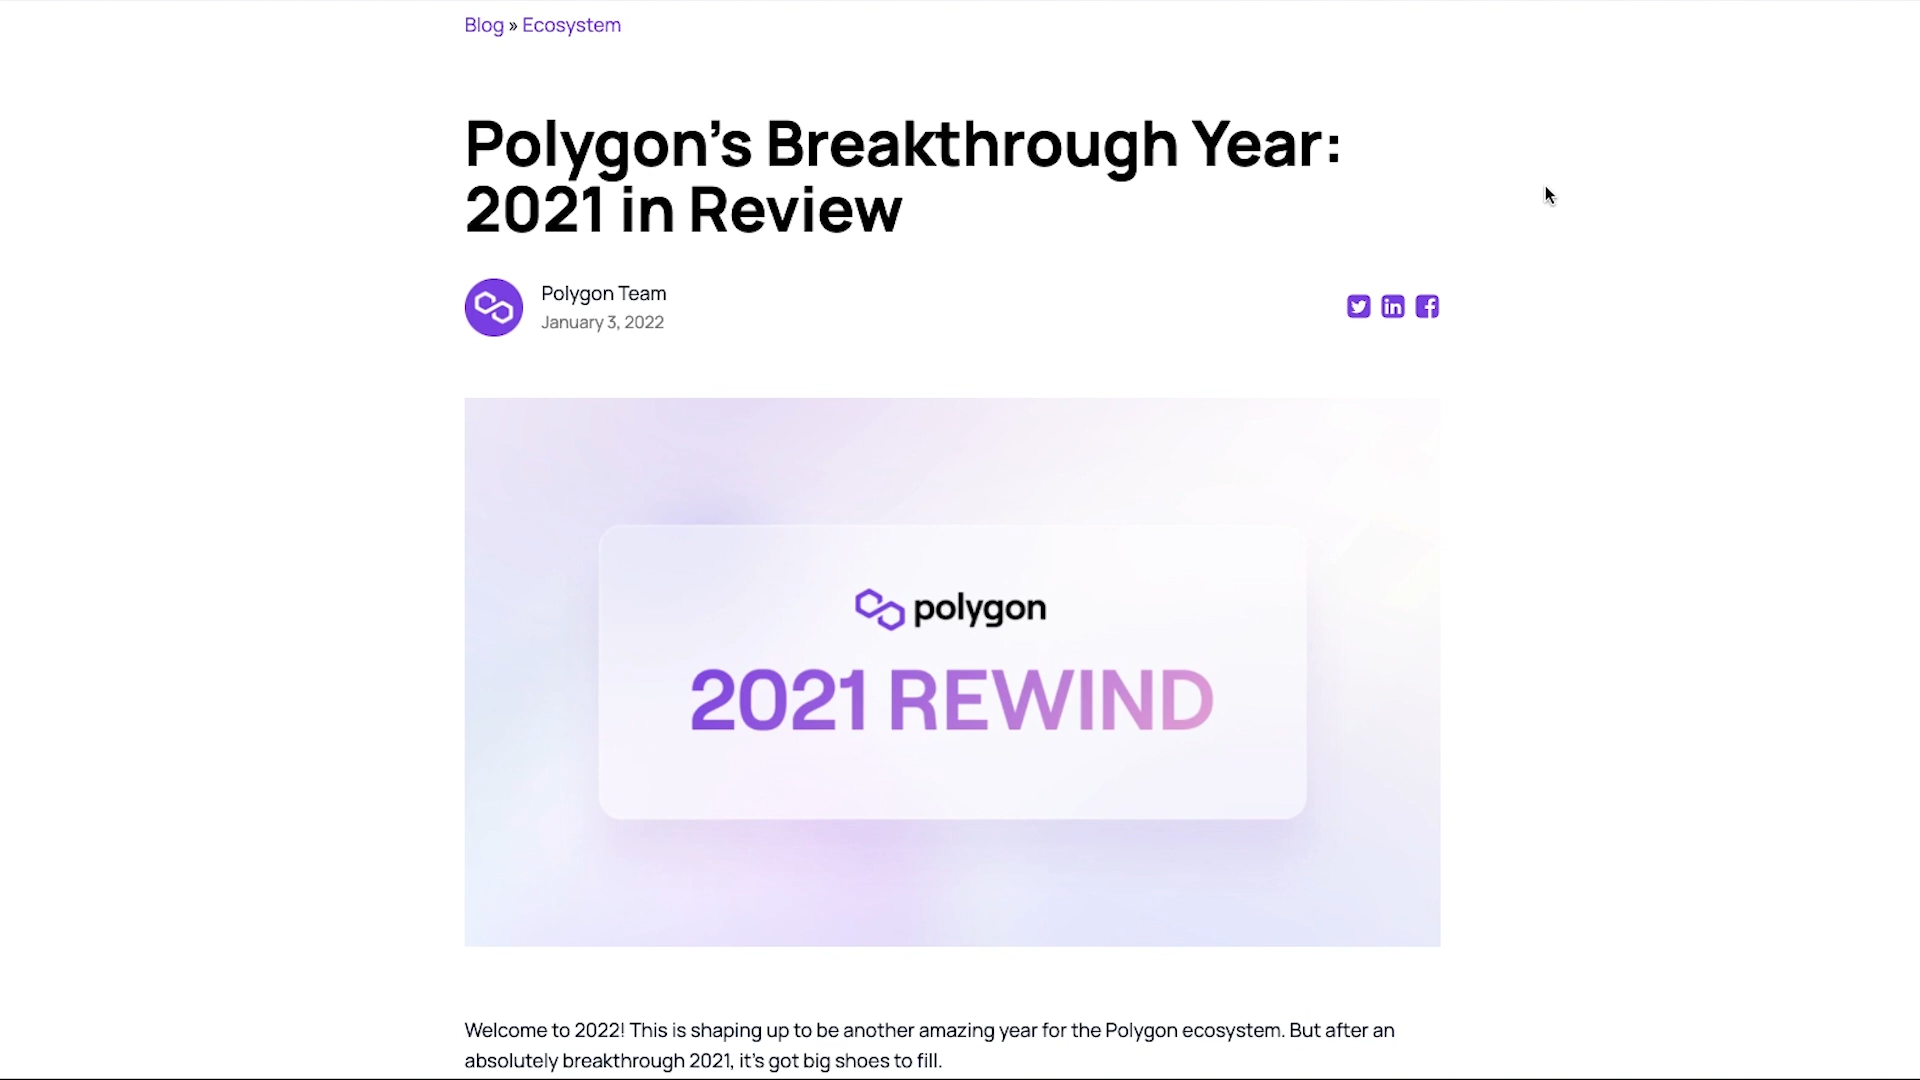 Blog » Ecosystem
Polygon’s Breakthrough Year:
2021 in Review
Polygon Team
January 3, 2022
polygon
2021 REWIND
Welcome to 2022! This is shaping up to be another amazing year for the Polygon ecosystem. But after an
absolutely breakthrough 2021, it’s got big shoes to fill.